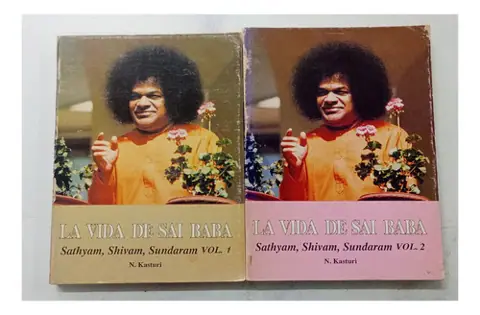 LA VIDA DE SAI BABA
Sathyam, Shivam, Sundaram VOL. 1
N. Kasturi
LA VIDA DE SAI BABA
Sathyam, Shivam, Sundaram VOL. 2
N. Kasturi